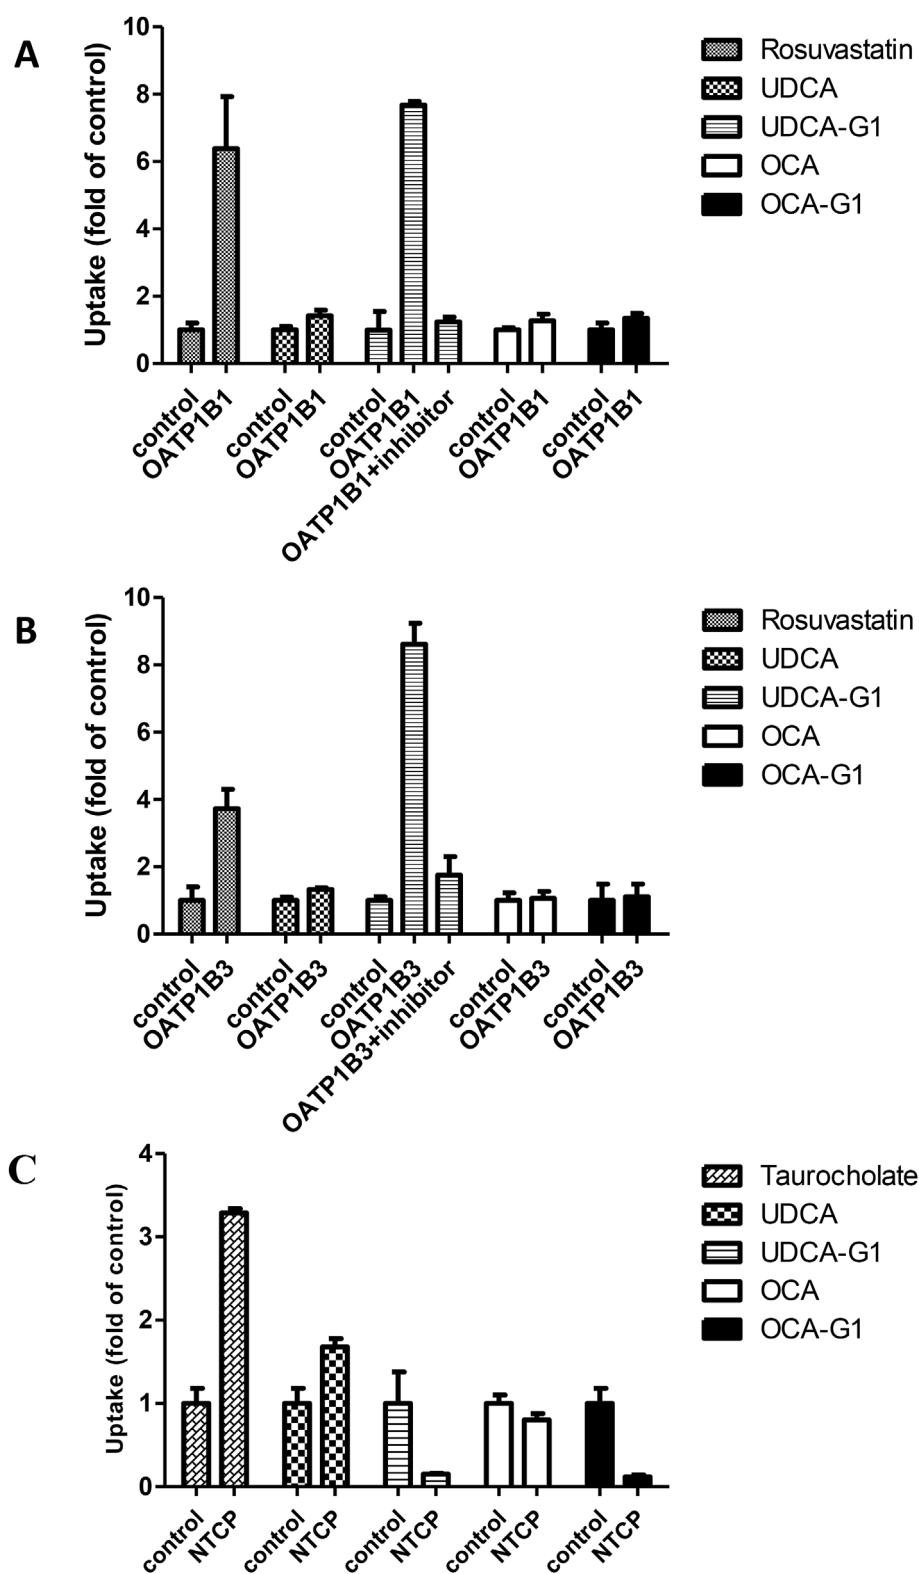 A
Uptake (fold of control)
10
8
6
4
2
0
control
OATP1B1
control
OATP1B1
control
OATP1B1
OATP1B1+inhibitor
control
OATP1B1
control
OATP1B1
Rosuvastatin
UDCA
UDCA-G1
OCA
OCA-G1
B
Uptake (fold of control)
10
8
6
4
2
0
control
OATP1B3
control
OATP1B3
control
OATP1B3
OATP1B3+inhibitor
control
OATP1B3
control
OATP1B3
Rosuvastatin
UDCA
UDCA-G1
OCA
OCA-G1
C
Uptake (fold of control)
4
3
2
1
0
control
NTCP
control
NTCP
control
NTCP
control
NTCP
control
NTCP
Taurocholate
UDCA
UDCA-G1
OCA
OCA-G1